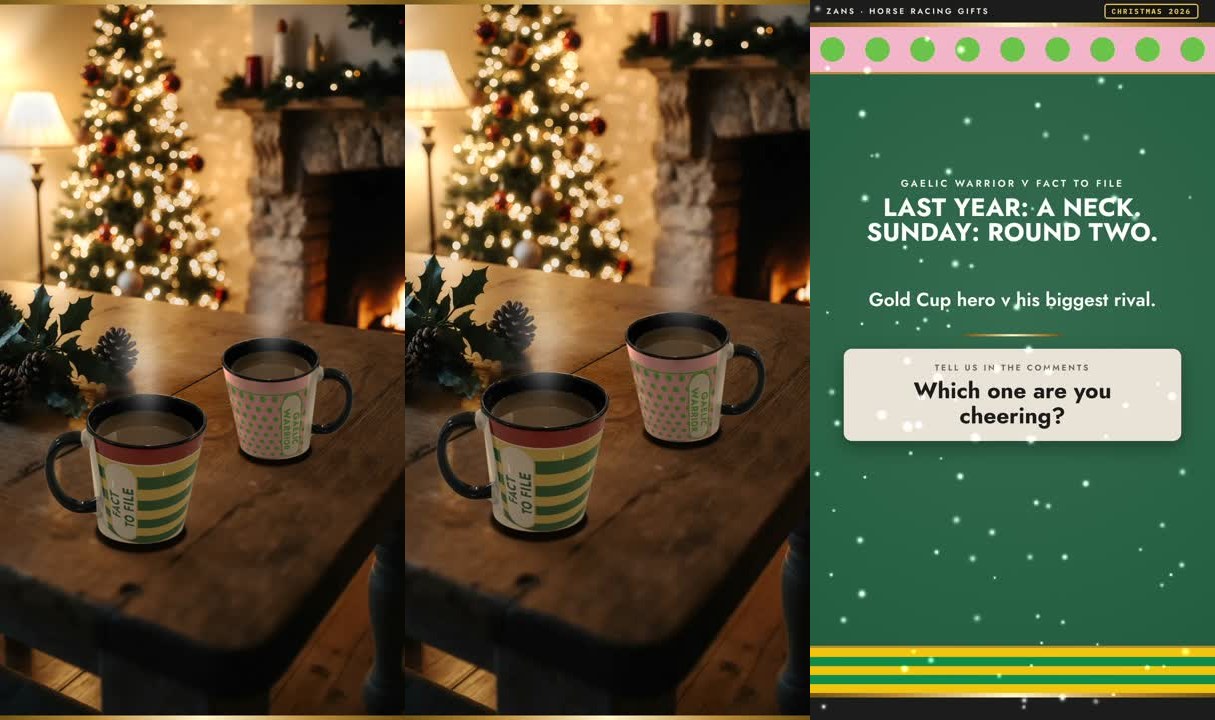 GAELIC
WARRIOR
FACT
TO FILE
GAELIC
WARRIOR
FACT
TO FILE
ZANS · HORSE RACING GIFTS
CHRISTMAS 2026
GAELIC WARRIOR V FACT TO FILE
LAST YEAR: A NECK.
SUNDAY: ROUND TWO.
Gold Cup hero v his biggest rival.
TELL US IN THE COMMENTS
Which one are you
cheering?